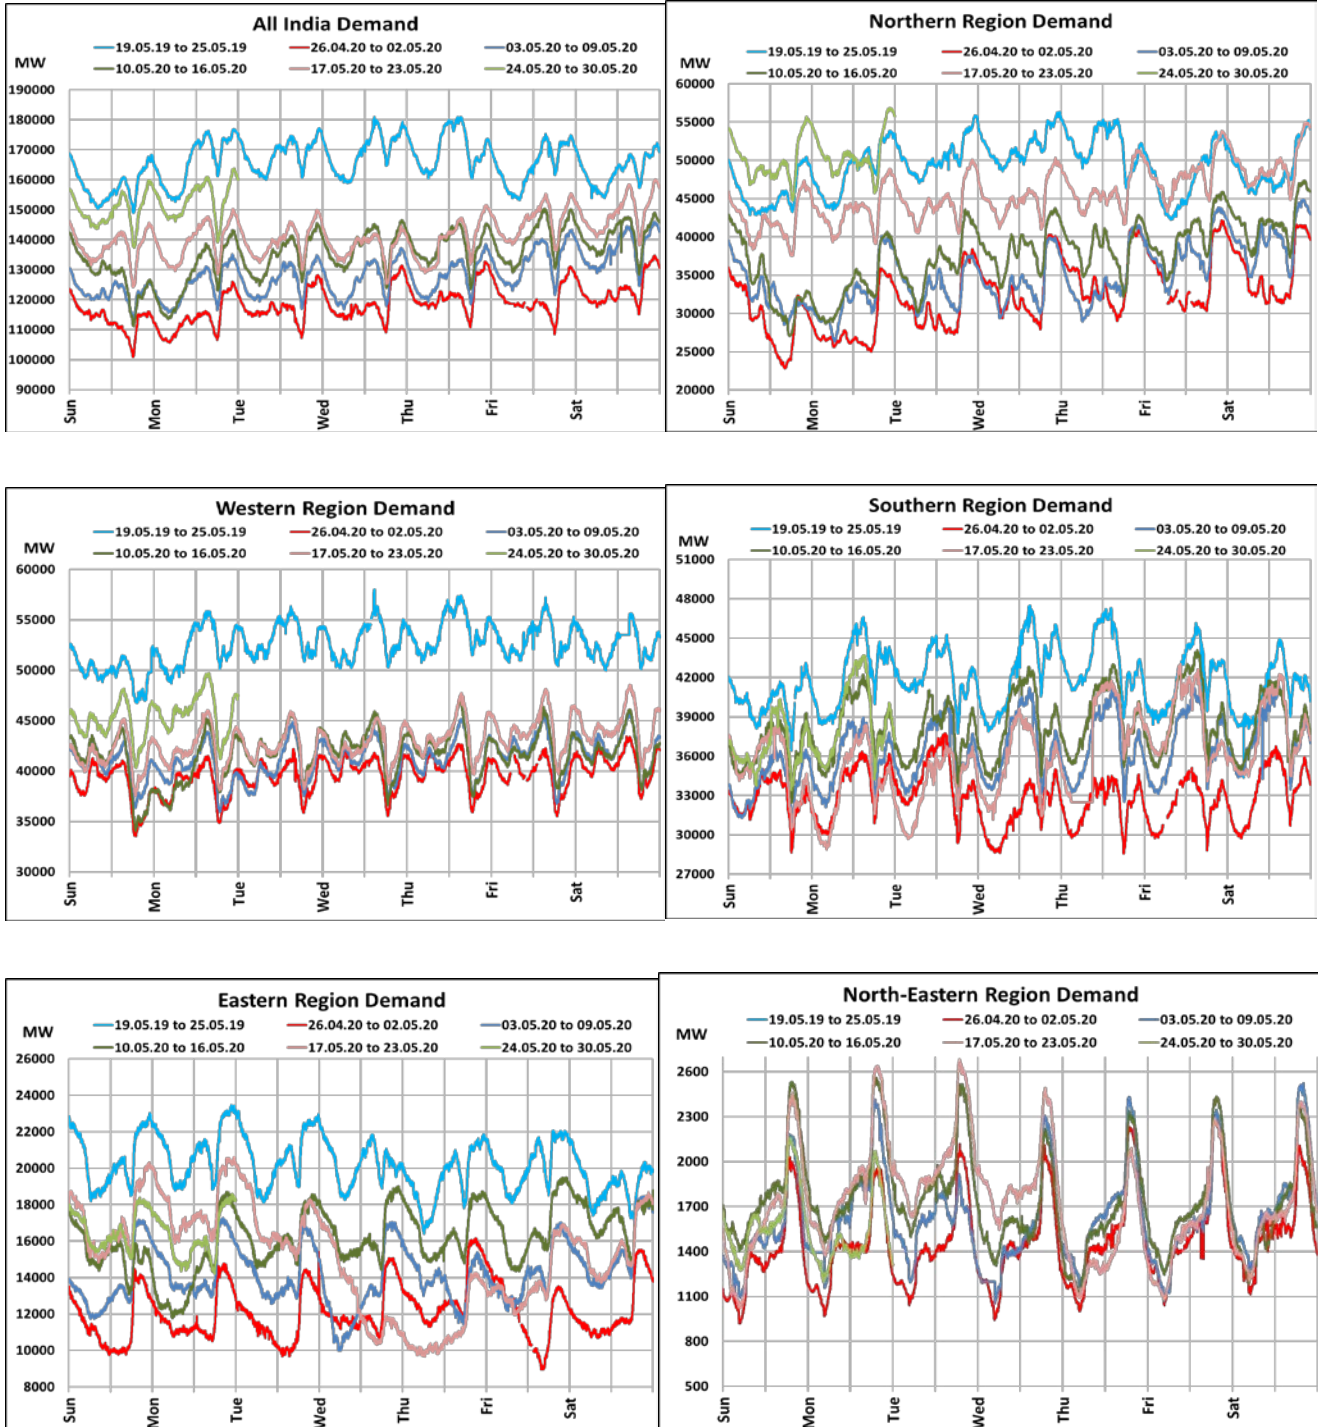 All India Demand
19.05.19 to 25.05.19 26.04.20 to 02.05.20 03.05.20 to 09.05.20
MW
10.05.20 to 16.05.20 17.05.20 to 23.05.20 24.05.20 to 30.05.20
190000
180000
170000
160000
150000
140000
130000
120000
110000
100000
90000
Sun Mon Tue Wed Thu Fri Sat
Northern Region Demand
19.05.19 to 25.05.19 26.04.20 to 02.05.20 03.05.20 to 09.05.20
MW
10.05.20 to 16.05.20 17.05.20 to 23.05.20 24.05.20 to 30.05.20
60000
55000
50000
45000
40000
35000
30000
25000
20000
Sun Mon Tue Wed Thu Fri Sat
Western Region Demand
19.05.19 to 25.05.19 26.04.20 to 02.05.20 03.05.20 to 09.05.20
MW
10.05.20 to 16.05.20 17.05.20 to 23.05.20 24.05.20 to 30.05.20
60000
55000
50000
45000
40000
35000
30000
Sun Mon Tue Wed Thu Fri Sat
Southern Region Demand
19.05.19 to 25.05.19 26.04.20 to 02.05.20 03.05.20 to 09.05.20
MW
10.05.20 to 16.05.20 17.05.20 to 23.05.20 24.05.20 to 30.05.20
51000
48000
45000
42000
39000
36000
33000
30000
27000
Sun Mon Tue Wed Thu Fri Sat
Eastern Region Demand
19.05.19 to 25.05.19 26.04.20 to 02.05.20 03.05.20 to 09.05.20
MW
10.05.20 to 16.05.20 17.05.20 to 23.05.20 24.05.20 to 30.05.20
26000
24000
22000
20000
18000
16000
14000
12000
10000
8000
Sun Mon Tue Wed Thu Fri Sat
North-Eastern Region Demand
19.05.19 to 25.05.19 26.04.20 to 02.05.20 03.05.20 to 09.05.20
MW
10.05.20 to 16.05.20 17.05.20 to 23.05.20 24.05.20 to 30.05.20
2600
2300
2000
1700
1400
1100
800
500
Sun Mon Tue Wed Thu Fri Sat